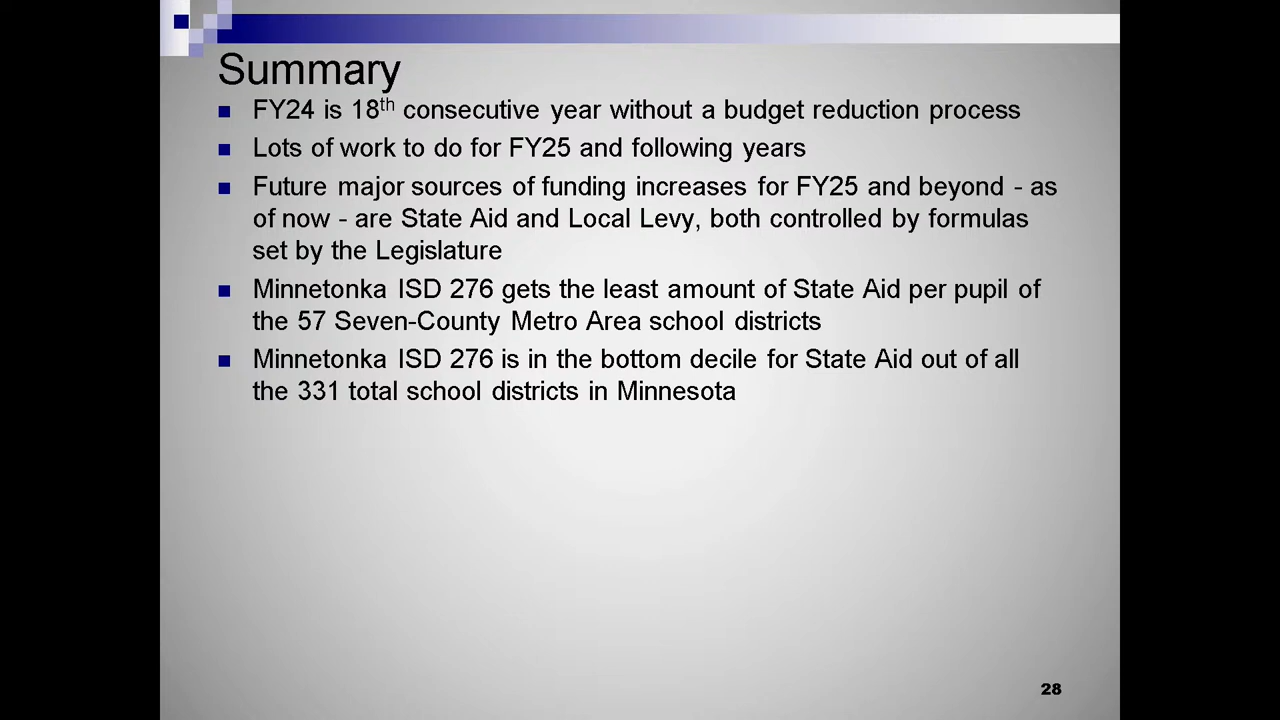 Summary
FY24 is 18th consecutive year without a budget reduction process
Lots of work to do for FY25 and following years
Future major sources of funding increases for FY25 and beyond - as
of now - are State Aid and Local Levy, both controlled by formulas
set by the Legislature
Minnetonka ISD 276 gets the least amount of State Aid per pupil of
the 57 Seven-County Metro Area school districts
Minnetonka ISD 276 is in the bottom decile for State Aid out of all
the 331 total school districts in Minnesota
28